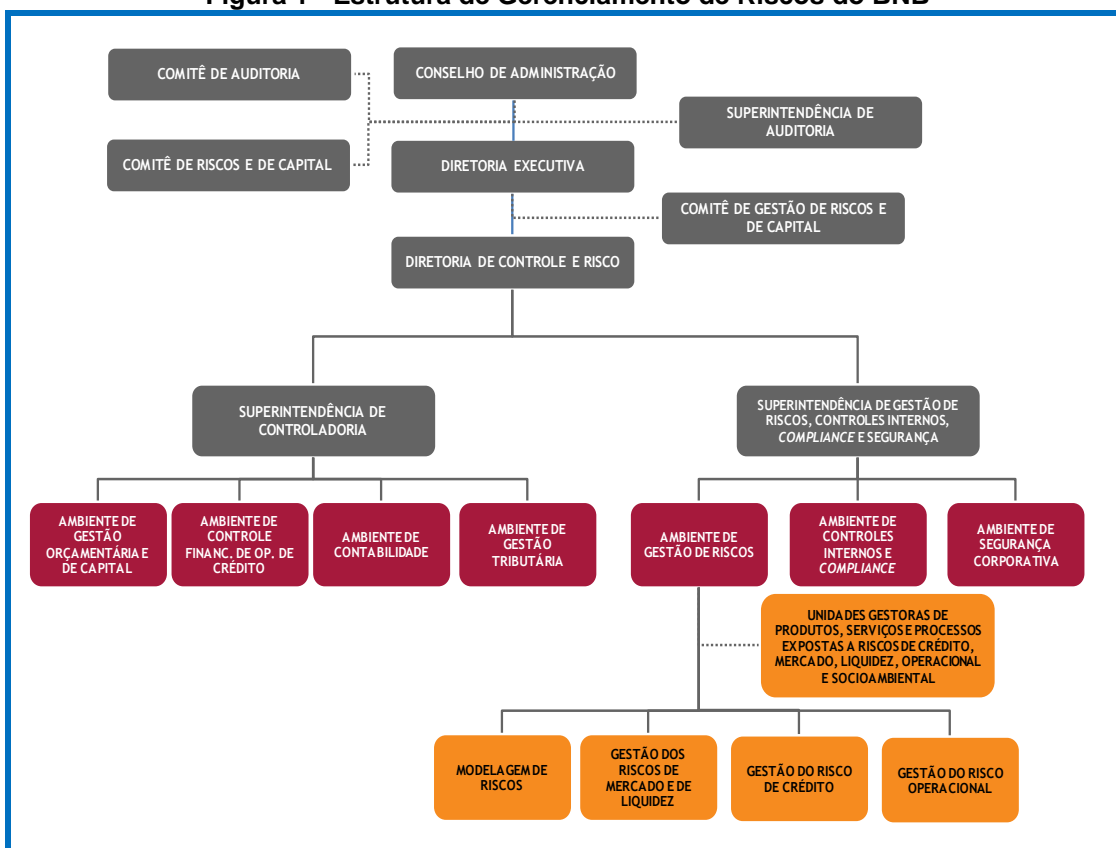 Figura 1 - Estrutura de Gerenciamento de Riscos do BNB
COMITÊ DE AUDITORIA
CONSELHO DE ADMINISTRAÇÃO
SUPERINTENDÊNCIA DE
AUDITORIA
COMITÊ DE RISCOS E DE CAPITAL
DIRETORIA EXECUTIVA
COMITÊ DE GESTÃO DE RISCOS E
DE CAPITAL
DIRETORIA DE CONTROLE E RISCO
SUPERINTENDÊNCIA DE
CONTROLADORIA
SUPERINTENDÊNCIA DE GESTÃO DE
RISCOS, CONTROLES INTERNOS,
COMPLIANCE E SEGURANÇA
AMBIENTE DE
GESTÃO
ORÇAMENTÁRIA E
DE CAPITAL
AMBIENTE DE
CONTROLE
FINANC. DE OP. DE
CRÉDITO
AMBIENTE DE
CONTABILIDADE
AMBIENTE DE
GESTÃO
TRIBUTÁRIA
AMBIENTE DE
GESTÃO DE RISCOS
AMBIENTE DE
CONTROLES
INTERNOS E
COMPLIANCE
AMBIENTE DE
SEGURANÇA
CORPORATIVA
UNIDADES GESTORAS DE
PRODUTOS, SERVIÇOS E PROCESSOS
EXPOSTAS A RISCOS DE CRÉDITO,
MERCADO, LIQUIDEZ, OPERACIONAL
E SOCIOAMBIENTAL
MODELAGEM DE
RISCOS
GESTÃO DOS
RISCOS DE
MERCADO E DE
LIQUIDEZ
GESTÃO DO RISCO
DE CRÉDITO
GESTÃO DO RISCO
OPERACIONAL